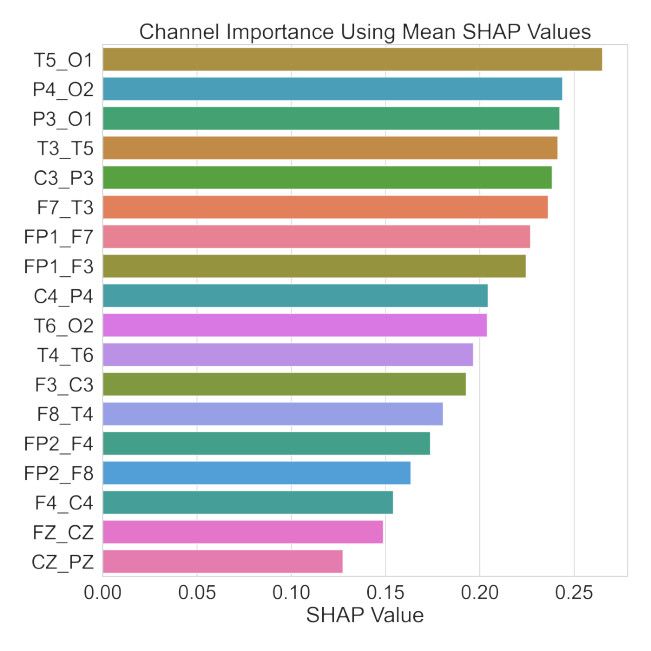 Channel Importance Using Mean SHAP Values
T5_O1
P4_O2
P3_O1
T3_T5
C3_P3
F7_T3
FP1_F7
FP1_F3
C4_P4
T6_O2
T4_T6
F3_C3
F8_T4
FP2_F4
FP2_F8
F4_C4
FZ_CZ
CZ_PZ
0.00 0.05 0.10 0.15 0.20 0.25
SHAP Value